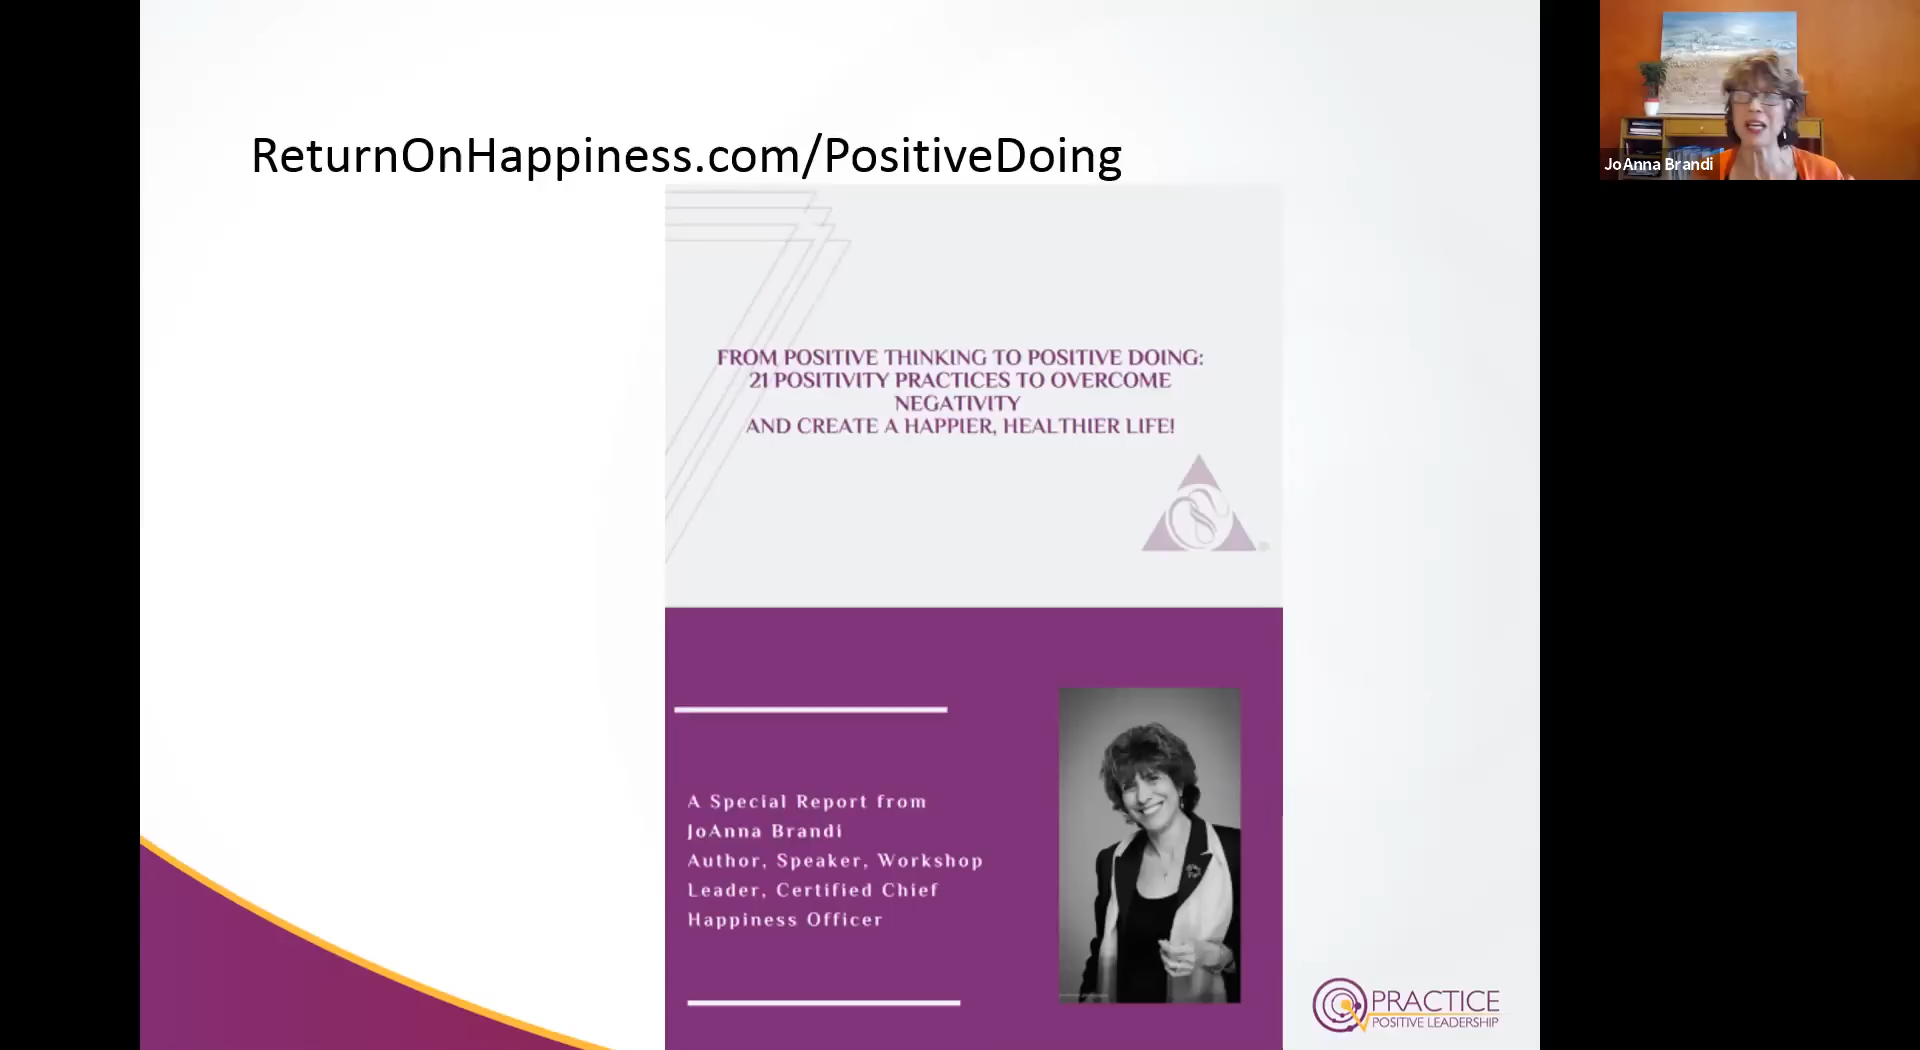 ReturnOnHappiness.com/PositiveDoing
JoAnna Brandi
FROM POSITIVE THINKING TO POSITIVE DOING:
21 POSITIVITY PRACTICES TO OVERCOME
NEGATIVITY
AND CREATE A HAPPIER, HEALTHIER LIFE!
A Special Report from
JoAnna Brandi
Author, Speaker, Workshop
Leader, Certified Chief
Happiness Officer
PRACTICE
POSITIVE LEADERSHIP